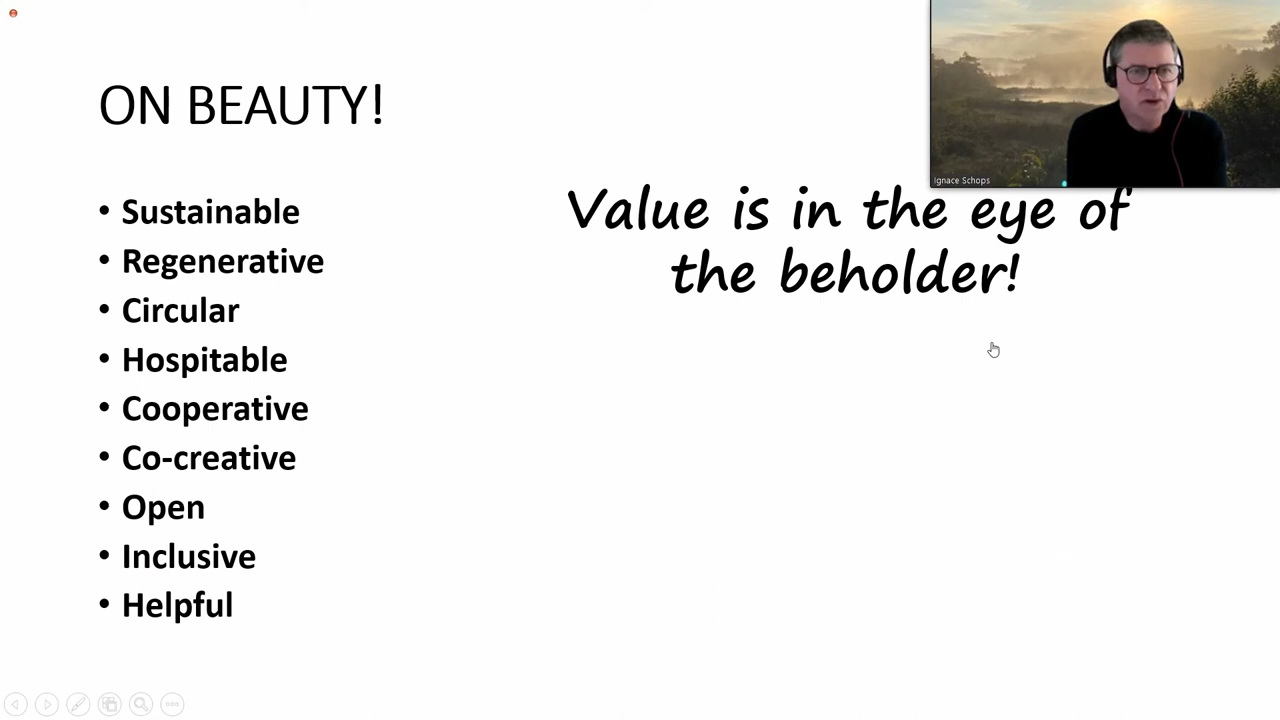 ON BEAUTY!
• Sustainable
• Regenerative
• Circular
• Hospitable
• Cooperative
• Co-creative
• Open
• Inclusive
• Helpful
Value is in the eye of
the beholder!
Ignace Schops